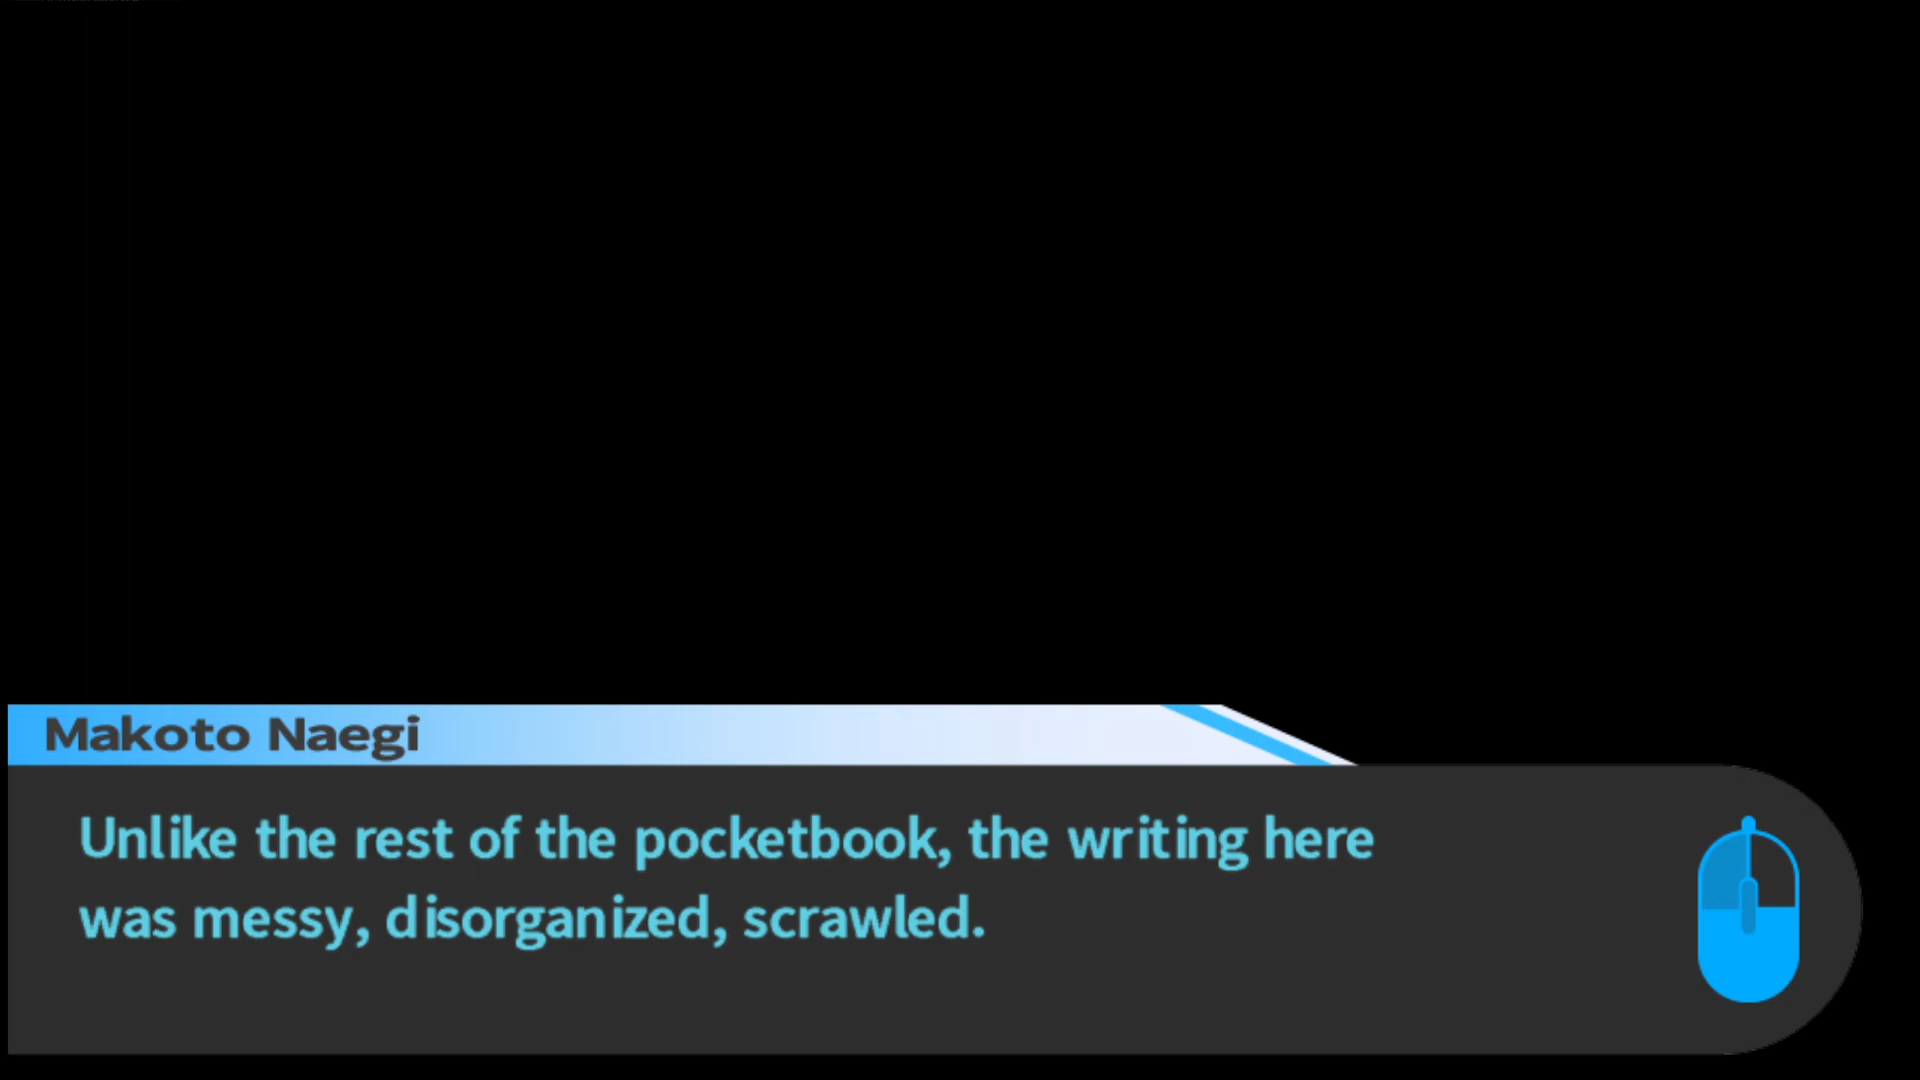 Makoto Naegi
Unlike the rest of the pocketbook, the writing here
was messy, disorganized, scrawled.